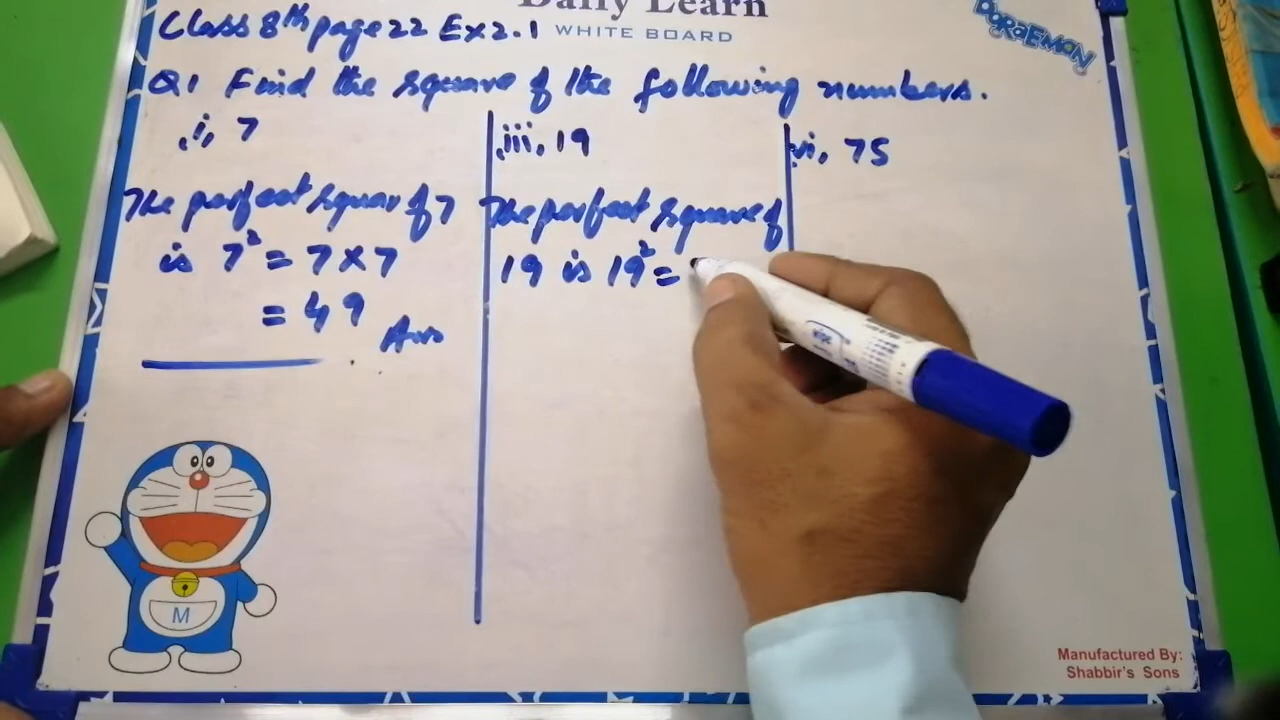 Daily Learn
WHITE BOARD
DORAEMON
Class 8th page 22 Ex 2.1
Q1 Find the square of the following numbers.
i, 7
The perfect squar of 7
is 7² = 7×7
= 49 Ans
iii, 19
The perfect square of
19 is 19² =
vi, 75
M
Manufactured By:
Shabbir's Sons